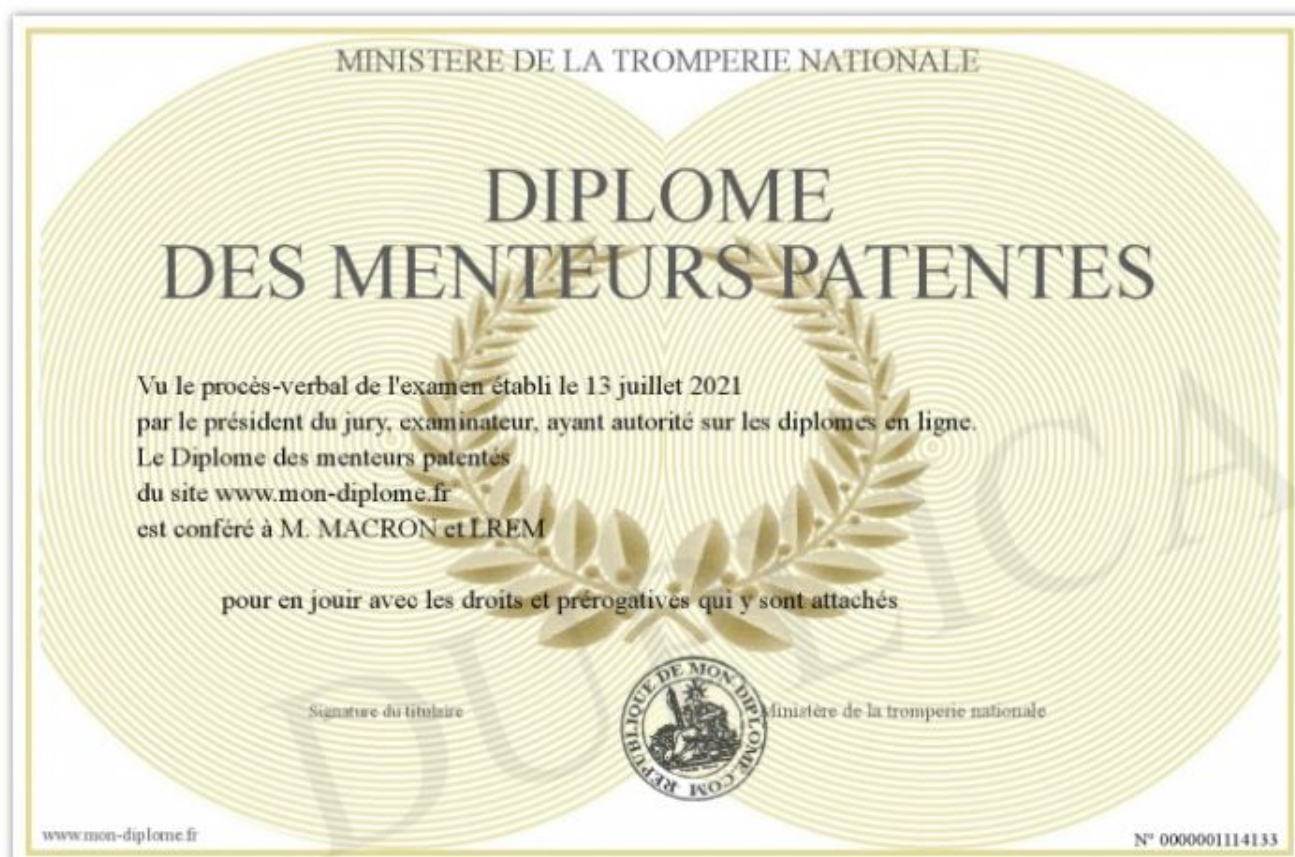 MINISTERE DE LA TROMPERIE NATIONALE
DIPLOME
DES MENTEURS PATENTES
Vu le procès-verbal de l'examen établi le 13 juillet 2021
par le président du jury, examinateur, ayant autorité sur les diplomes en ligne.
Le Diplome des menteurs patentés
du site www.mon-diplome.fr
est conféré à M. MACRON et LREM
pour en jouir avec les droits et prérogatives qui y sont attachés
DUPLICA
REPUBLIQUE DE MON-DIPLOME.COM
Signature du titulaire
Ministère de la tromperie nationale
www.mon-diplome.fr
N° 0000001114133